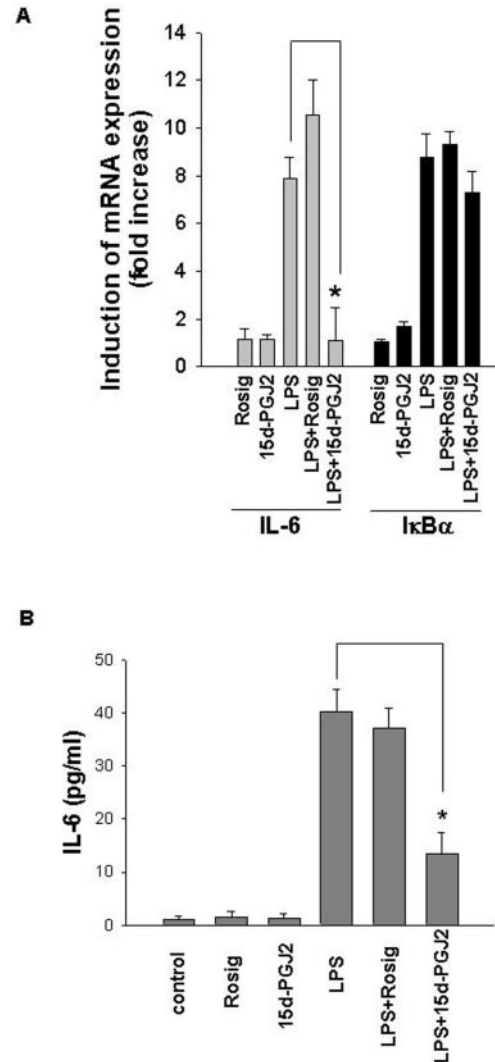 A
Induction of mRNA expression
(fold increase)
14
12
10
8
6
4
2
0
*
Rosig
15d-PGJ2
LPS
LPS+Rosig
LPS+15d-PGJ2
Rosig
15d-PGJ2
LPS
LPS+Rosig
LPS+15d-PGJ2
IL-6
IκBα
B
IL-6 (pg/ml)
50
40
30
20
10
0
*
control
Rosig
15d-PGJ2
LPS
LPS+Rosig
LPS+15d-PGJ2